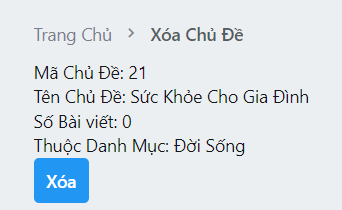 Trang Chủ > Xóa Chủ Đề
Mã Chủ Đề: 21
Tên Chủ Đề: Sức Khỏe Cho Gia Đình
Số Bài viết: 0
Thuộc Danh Mục: Đời Sống
Xóa